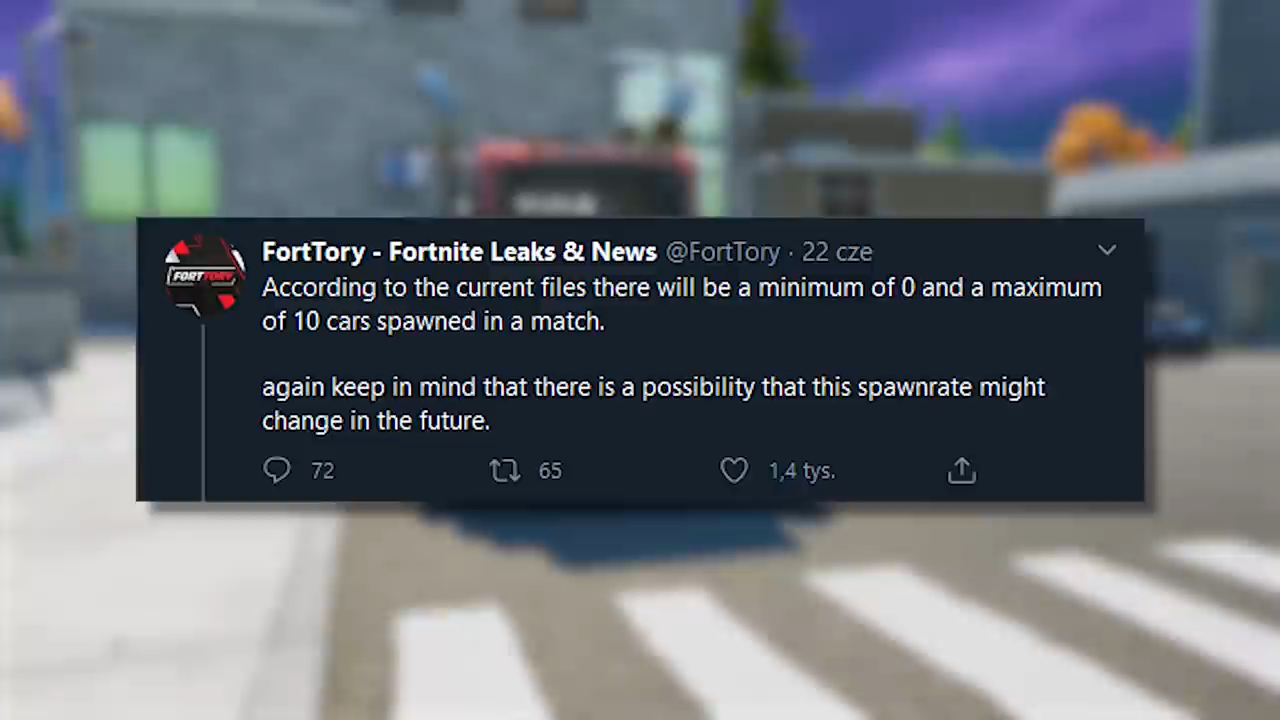 FortTory - Fortnite Leaks & News @FortTory · 22 cze
FORTTORY
According to the current files there will be a minimum of 0 and a maximum
of 10 cars spawned in a match.
again keep in mind that there is a possibility that this spawnrate might
change in the future.
72 65 1,4 tys.